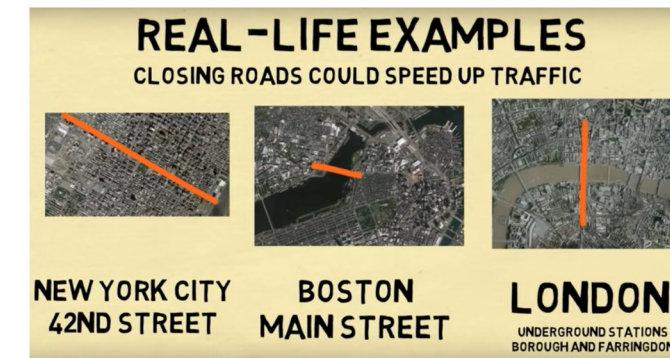 REAL-LIFE EXAMPLES
CLOSING ROADS COULD SPEED UP TRAFFIC
NEW YORK CITY
42ND STREET
BOSTON
MAIN STREET
LONDON
UNDERGROUND STATIONS
BOROUGH AND FARRINGDON